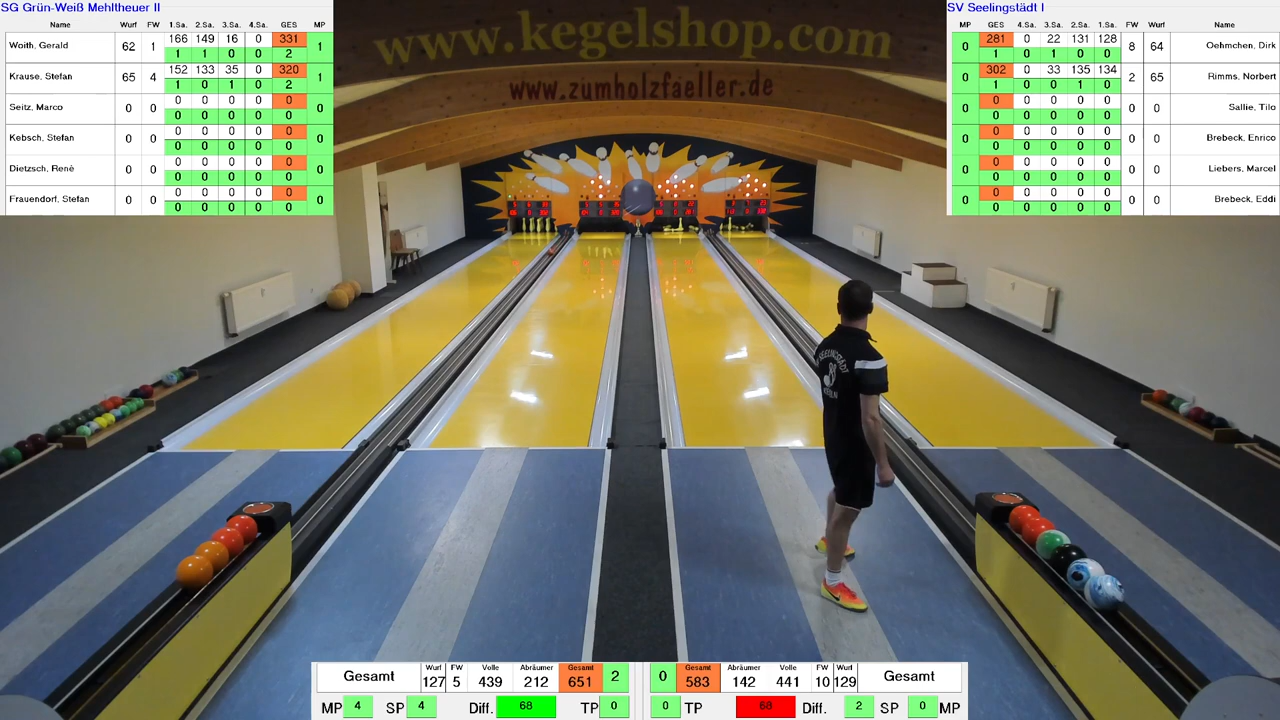 SG Grün-Weiß Mehltheuer II
Name Wurf FW 1.Sa. 2.Sa. 3.Sa. 4.Sa. GES MP
Woith, Gerald 62 1 166 149 16 0 331 1
1 1 0 0 2
Krause, Stefan 65 4 152 133 35 0 320 1
1 0 1 0 2
Seitz, Marco 0 0 0 0 0 0 0 0
0 0 0 0 0
Kebsch, Stefan 0 0 0 0 0 0 0 0
0 0 0 0 0
Dietzsch, Renè 0 0 0 0 0 0 0 0
0 0 0 0 0
Frauendorf, Stefan 0 0 0 0 0 0 0 0
0 0 0 0 0
www.kegelshop.com
www.zumholzfaeller.de
SV Seelingstädt I
MP GES 4.Sa. 3.Sa. 2.Sa. 1.Sa. FW Wurf Name
0 281 0 22 131 128 8 64 Oehmchen, Dirk
1 0 1 0 0
0 302 0 33 135 134 2 65 Rimms, Norbert
1 0 0 1 0
0 0 0 0 0 0 0 0 Sallie, Tilo
0 0 0 0 0
0 0 0 0 0 0 0 0 Brebeck, Enrico
0 0 0 0 0
0 0 0 0 0 0 0 0 Liebers, Marcel
0 0 0 0 0
0 0 0 0 0 0 0 0 Brebeck, Eddi
0 0 0 0 0
SEELINGSTÄDT
Gesamt Wurf 127 FW 5 Volle 439 Abräumer 212 Gesamt 651 2
MP 4 SP 4 Diff. 68 TP 0
0 Gesamt 583 Abräumer 142 Volle 441 FW 10 Wurf 129 Gesamt
0 TP 68 Diff. 2 SP 0 MP